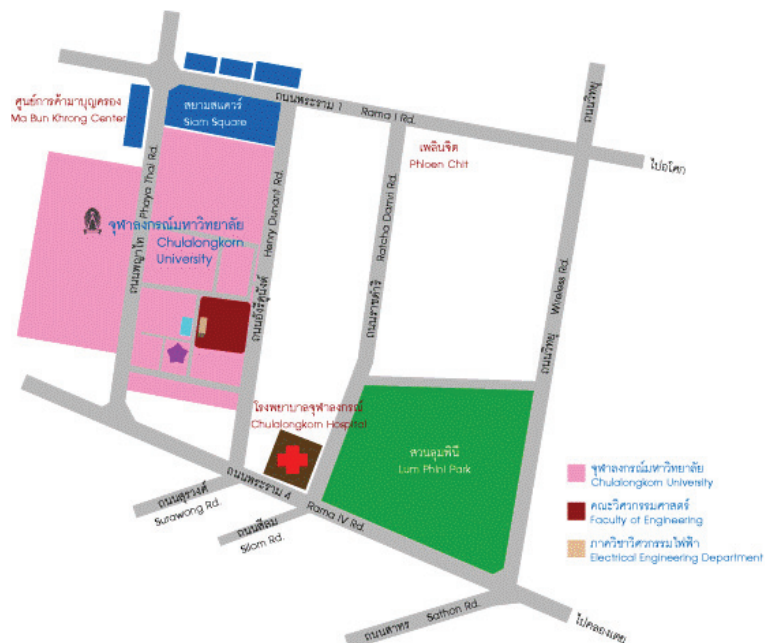 ศูนย์การค้ามาบุญครอง
Ma Bun Khrong Center
สยามสแควร์
Siam Square
ถนนพระราม 1 Rama I Rd.
ถนนวิทยุ
เพลินจิต
Phloen Chit
ไปอโศก
ถนนพญาไท Phaya Thai Rd.
จุฬาลงกรณ์มหาวิทยาลัย
Chulalongkorn
University
ถนนอังรีดูนังต์ Henry Dunant Rd.
ถนนราชดำริ Ratcha Damri Rd.
ถนนวิทยุ Wireless Rd.
โรงพยาบาลจุฬาลงกรณ์
Chulalongkorn Hospital
สวนลุมพินี
Lum Phini Park
ถนนพระราม 4 Rama IV Rd.
ถนนสุรวงศ์
Surawong Rd.
ถนนสีลม
Silom Rd.
ถนนสาทร Sathon Rd.
ไปคลองเตย
จุฬาลงกรณ์มหาวิทยาลัย
Chulalongkorn University
คณะวิศวกรรมศาสตร์
Faculty of Engineering
ภาควิชาวิศวกรรมไฟฟ้า
Electrical Engineering Department